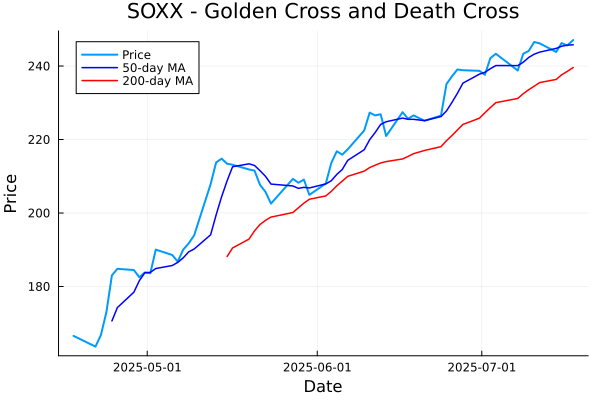 SOXX - Golden Cross and Death Cross
Price
50-day MA
200-day MA
240
220
200
180
Price
2025-05-01
2025-06-01
2025-07-01
Date